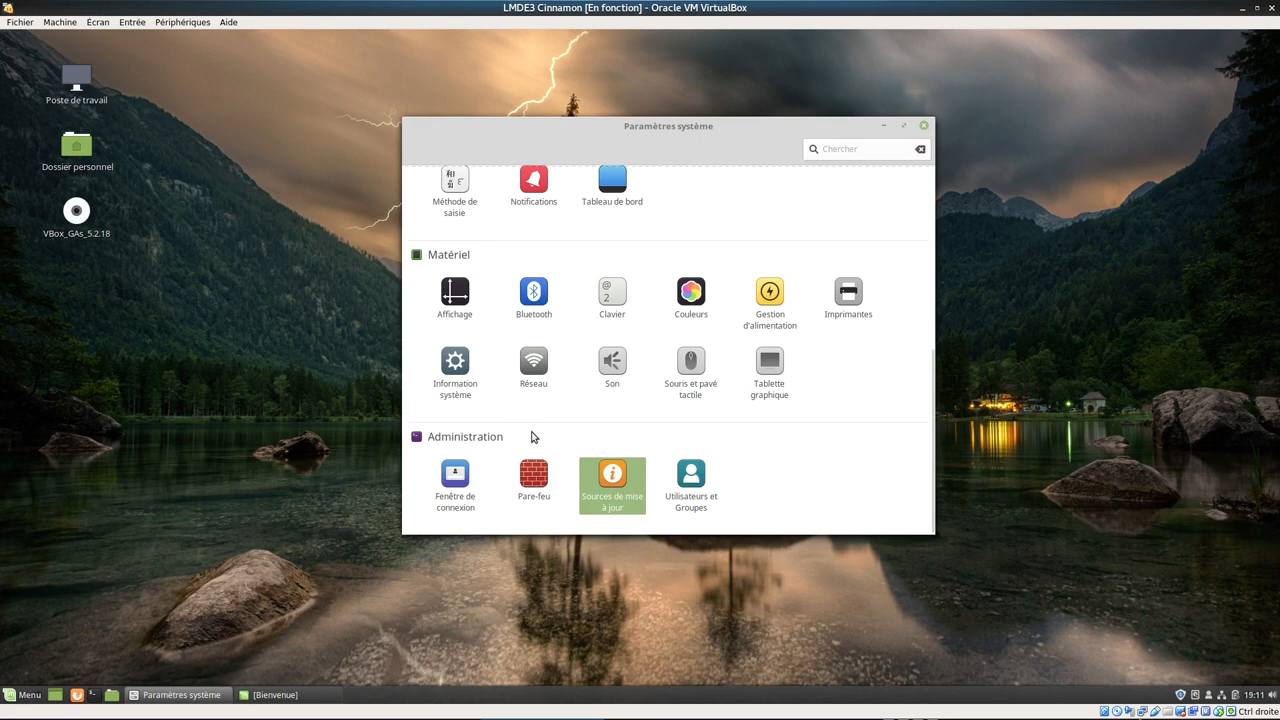 LMDE3 Cinnamon [En fonction] - Oracle VM VirtualBox
Fichier Machine Écran Entrée Périphériques Aide
Poste de travail
Dossier personnel
VBox_GAs_5.2.18
Paramètres système
Chercher
Méthode de
saisie
Notifications
Tableau de bord
Matériel
Affichage
Bluetooth
@
2
Clavier
Couleurs
Gestion
d'alimentation
Imprimantes
Information
système
Réseau
Son
Souris et pavé
tactile
Tablette
graphique
Administration
Fenêtre de
connexion
Pare-feu
Sources de mise
à jour
Utilisateurs et
Groupes
Menu
Paramètres système
[Bienvenue]
19:11
Ctrl droite